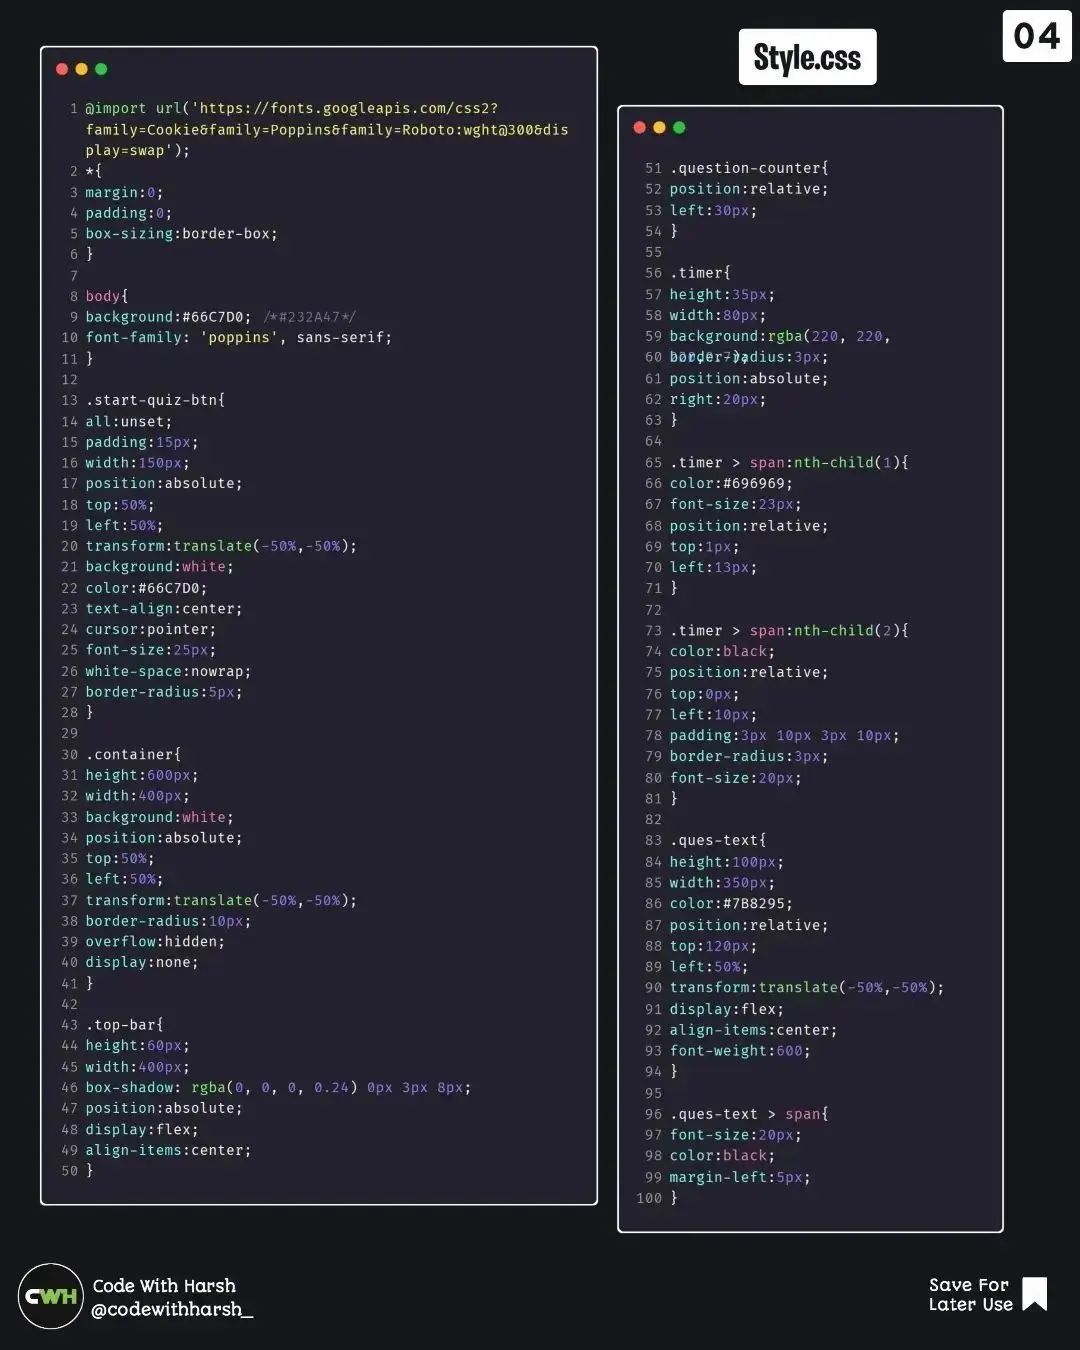 04
Style.css
1 @import url('https://fonts.googleapis.com/css2?
family=Cookie&family=Poppins&family=Roboto:wght@300&dis
play=swap');
2 *{
3 margin:0;
4 padding:0;
5 box-sizing:border-box;
6 }
7
8 body{
9 background:#66C7D0; /*#232A47*/
10 font-family: 'poppins', sans-serif;
11 }
12
13 .start-quiz-btn{
14 all:unset;
15 padding:15px;
16 width:150px;
17 position:absolute;
18 top:50%;
19 left:50%;
20 transform:translate(-50%,-50%);
21 background:white;
22 color:#66C7D0;
23 text-align:center;
24 cursor:pointer;
25 font-size:25px;
26 white-space:nowrap;
27 border-radius:5px;
28 }
29
30 .container{
31 height:600px;
32 width:400px;
33 background:white;
34 position:absolute;
35 top:50%;
36 left:50%;
37 transform:translate(-50%,-50%);
38 border-radius:10px;
39 overflow:hidden;
40 display:none;
41 }
42
43 .top-bar{
44 height:60px;
45 width:400px;
46 box-shadow: rgba(0, 0, 0, 0.24) 0px 3px 8px;
47 position:absolute;
48 display:flex;
49 align-items:center;
50 }
51 .question-counter{
52 position:relative;
53 left:30px;
54 }
55
56 .timer{
57 height:35px;
58 width:80px;
59 background:rgba(220, 220,
60 border-radius:3px;
61 position:absolute;
62 right:20px;
63 }
64
65 .timer > span:nth-child(1){
66 color:#696969;
67 font-size:23px;
68 position:relative;
69 top:1px;
70 left:13px;
71 }
72
73 .timer > span:nth-child(2){
74 color:black;
75 position:relative;
76 top:0px;
77 left:10px;
78 padding:3px 10px 3px 10px;
79 border-radius:3px;
80 font-size:20px;
81 }
82
83 .ques-text{
84 height:100px;
85 width:350px;
86 color:#7B8295;
87 position:relative;
88 top:120px;
89 left:50%;
90 transform:translate(-50%,-50%);
91 display:flex;
92 align-items:center;
93 font-weight:600;
94 }
95
96 .ques-text > span{
97 font-size:20px;
98 color:black;
99 margin-left:5px;
100 }
CWH
Code With Harsh
@codewithharsh_
Save For
Later Use